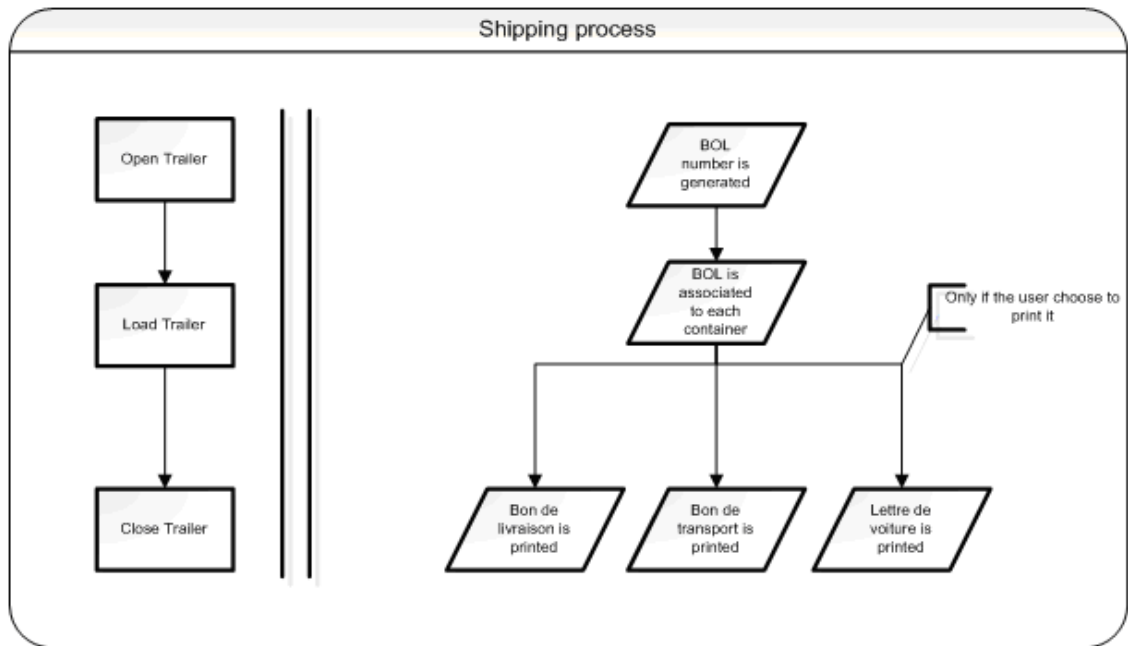 Shipping process
Open Trailer
Load Trailer
Close Trailer
BOL
number is
generated
BOL is
associated
to each
container
Only if the user choose to
print it
Bon de
livraison is
printed
Bon de
transport is
printed
Lettre de
voiture is
printed